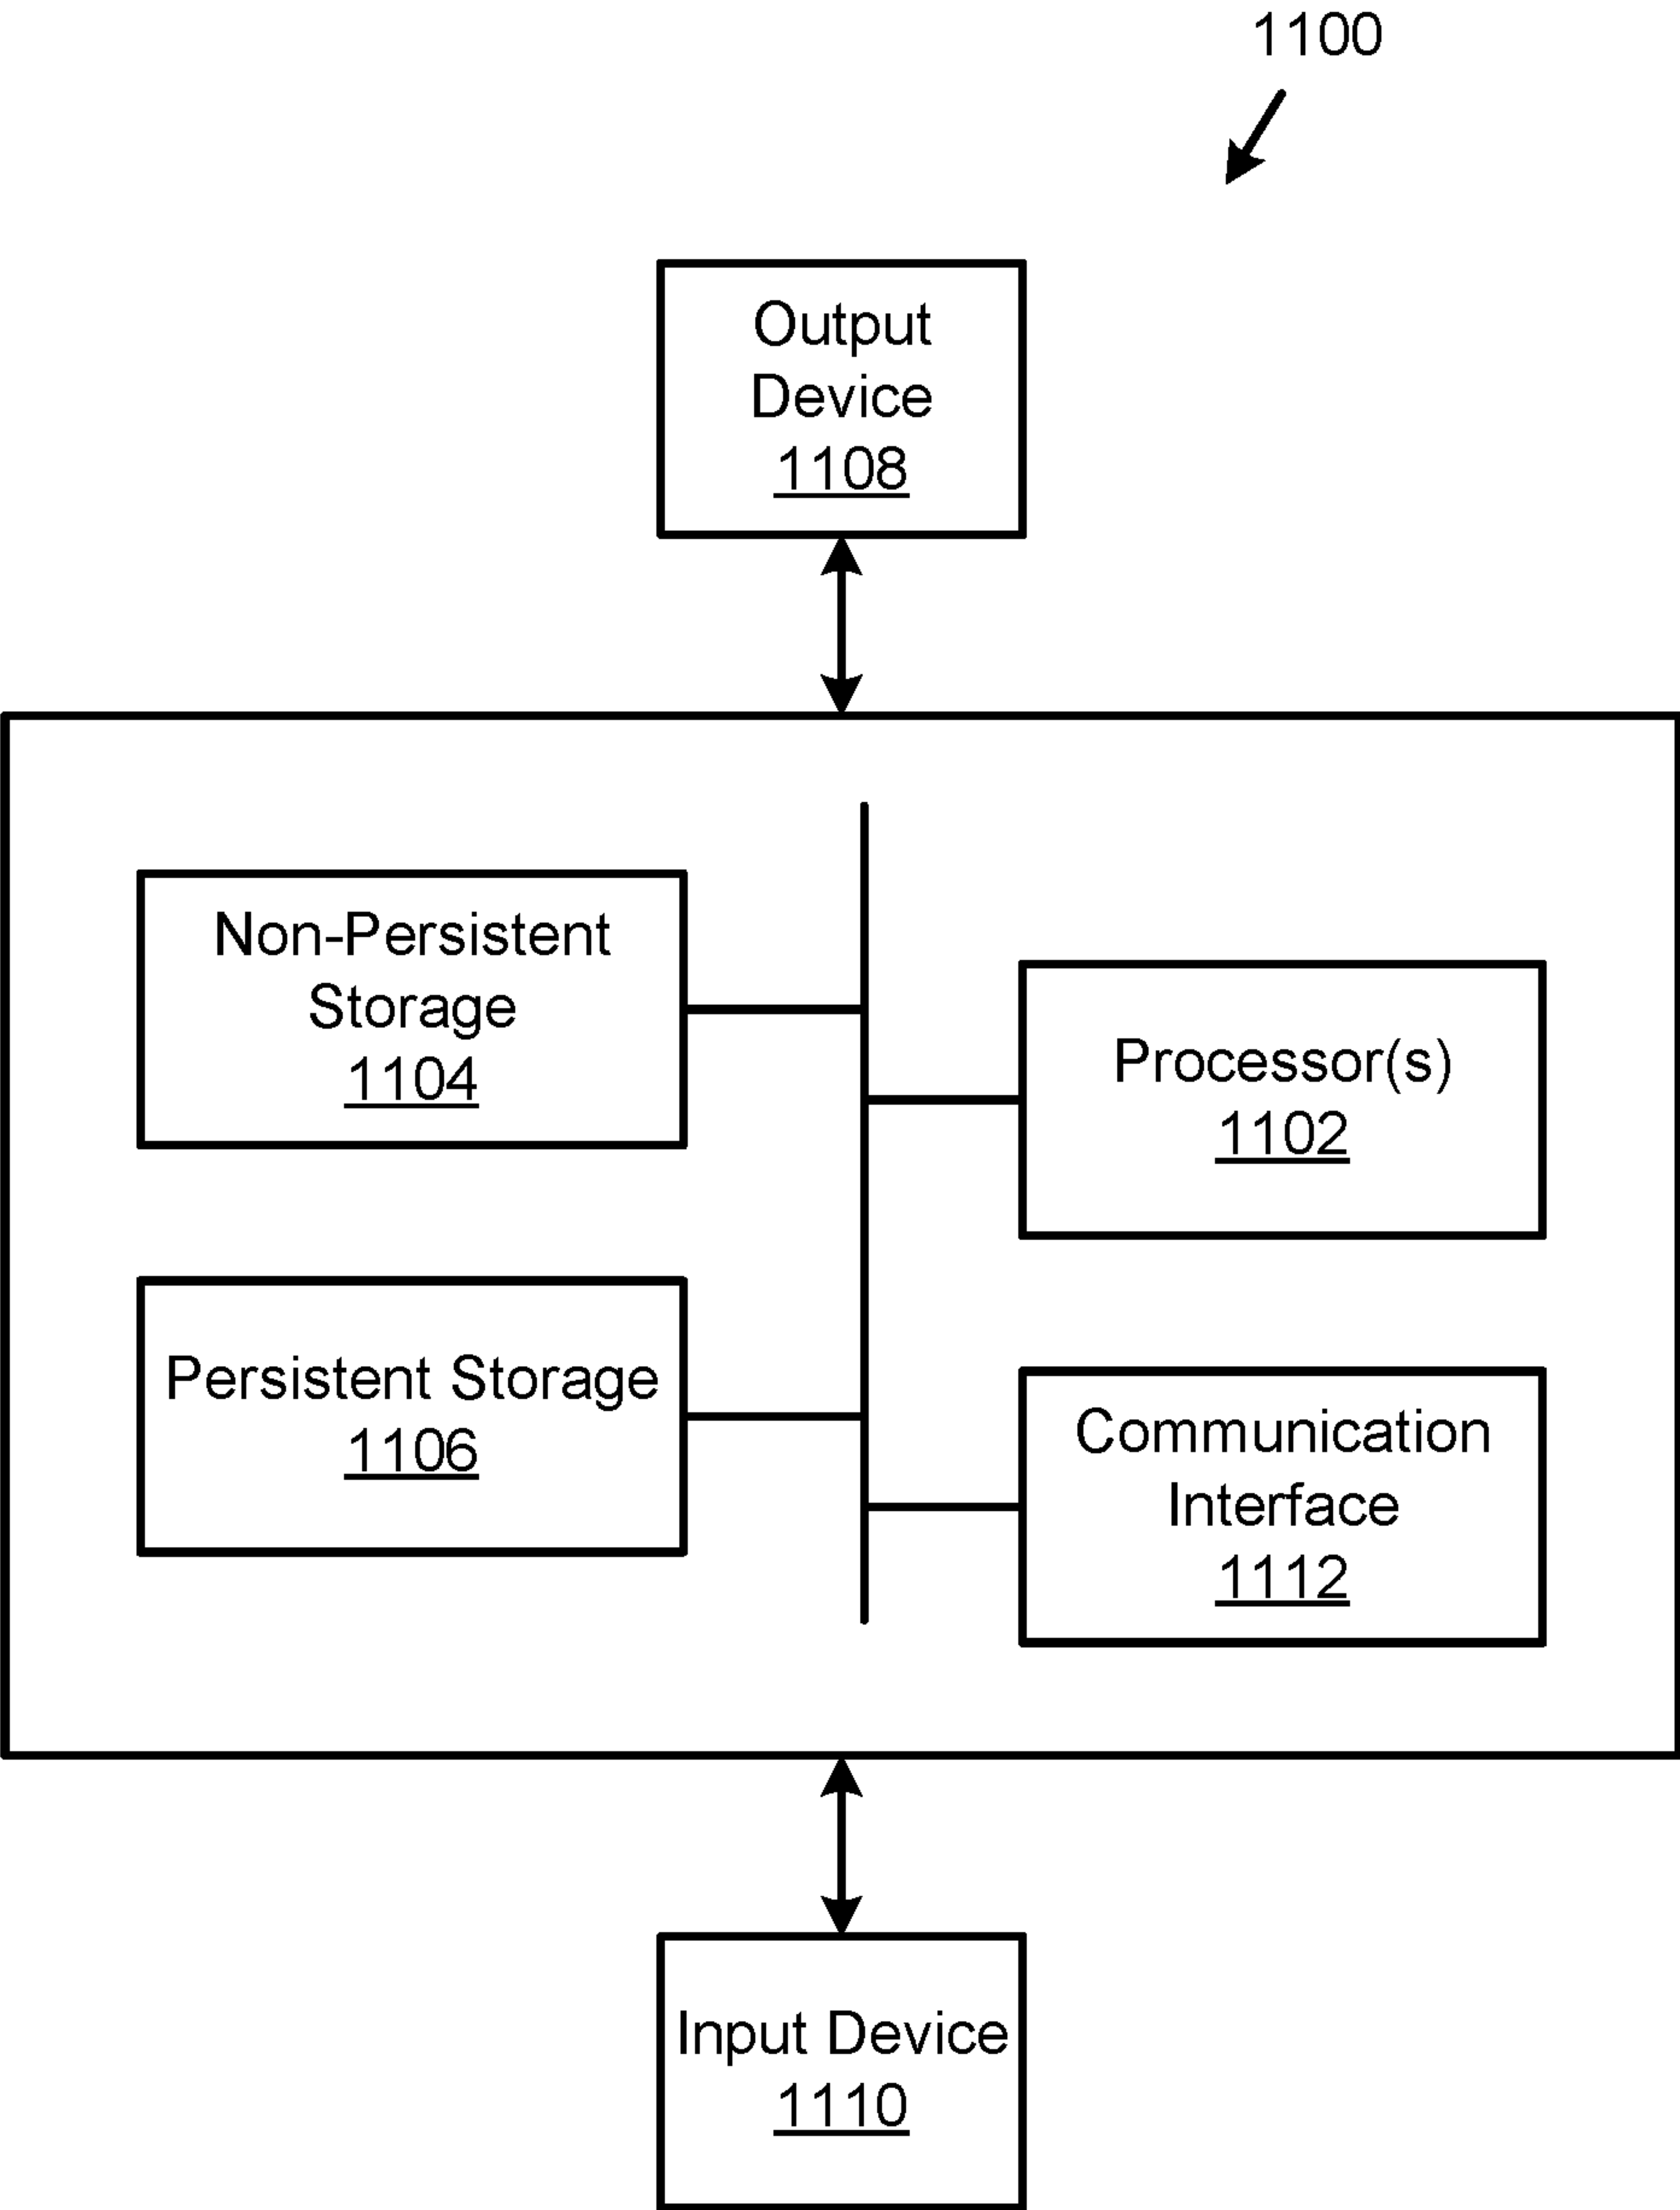 1100
Output
Device
1108
Non-Persistent
Storage
1104
Processor(s)
1102
Persistent Storage
1106
Communication
Interface
1112
Input Device
1110